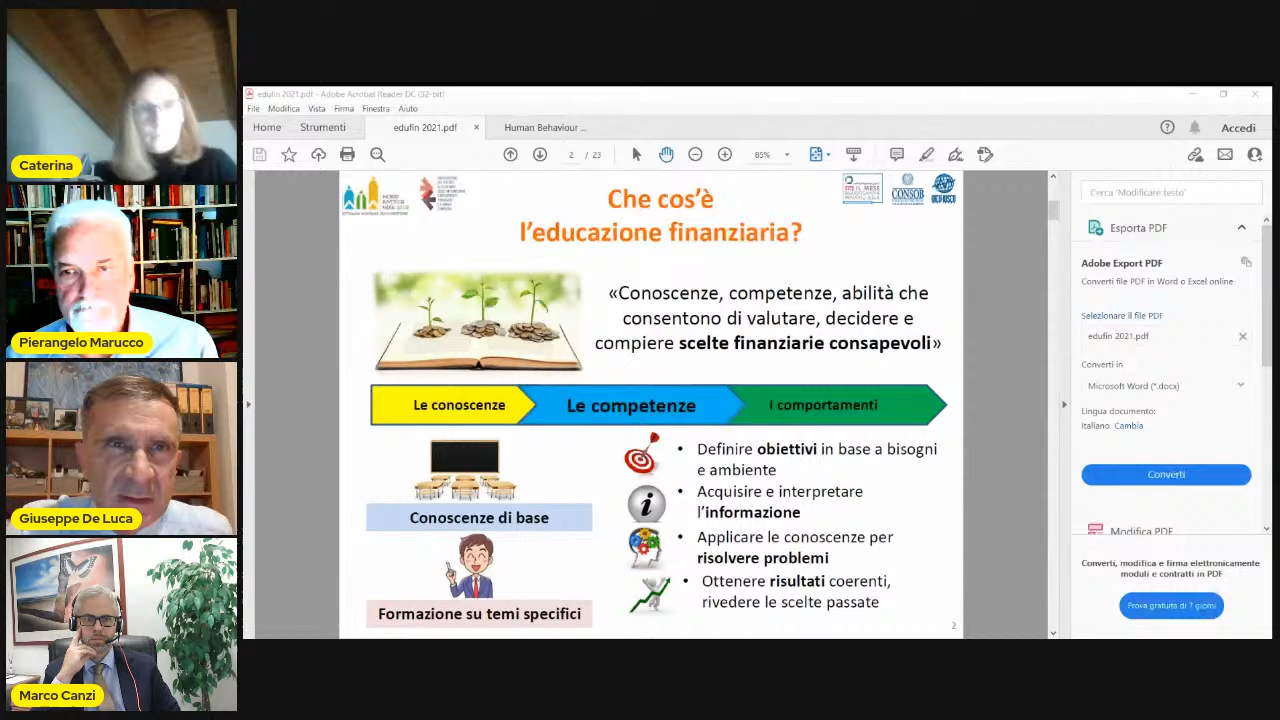 Caterina
Pierangelo Marucco
Giuseppe De Luca
Marco Canzi
edufin 2021.pdf - Adobe Acrobat Reader DC (32-bit)
File Modifica Vista Firma Finestra Aiuto
Home Strumenti edufin 2021.pdf × Human Behaviour ... Accedi
2 / 23 85%
Che cos'è
l'educazione finanziaria?
CONSOB
«Conoscenze, competenze, abilità che
consentono di valutare, decidere e
compiere scelte finanziarie consapevoli»
Le conoscenze Le competenze I comportamenti
Conoscenze di base
Formazione su temi specifici
• Definire obiettivi in base a bisogni
e ambiente
• Acquisire e interpretare
l'informazione
• Applicare le conoscenze per
risolvere problemi
• Ottenere risultati coerenti,
rivedere le scelte passate
2
Cerca 'Modificare testo'
Esporta PDF
Adobe Export PDF
Converti file PDF in Word o Excel online
Selezionare il file PDF
edufin 2021.pdf
Converti in
Microsoft Word (*.docx)
Lingua documento:
Italiano Cambia
Converti
Modifica PDF
Converti, modifica e firma elettronicamente
moduli e contratti in PDF
Prova gratuita di 7 giorni